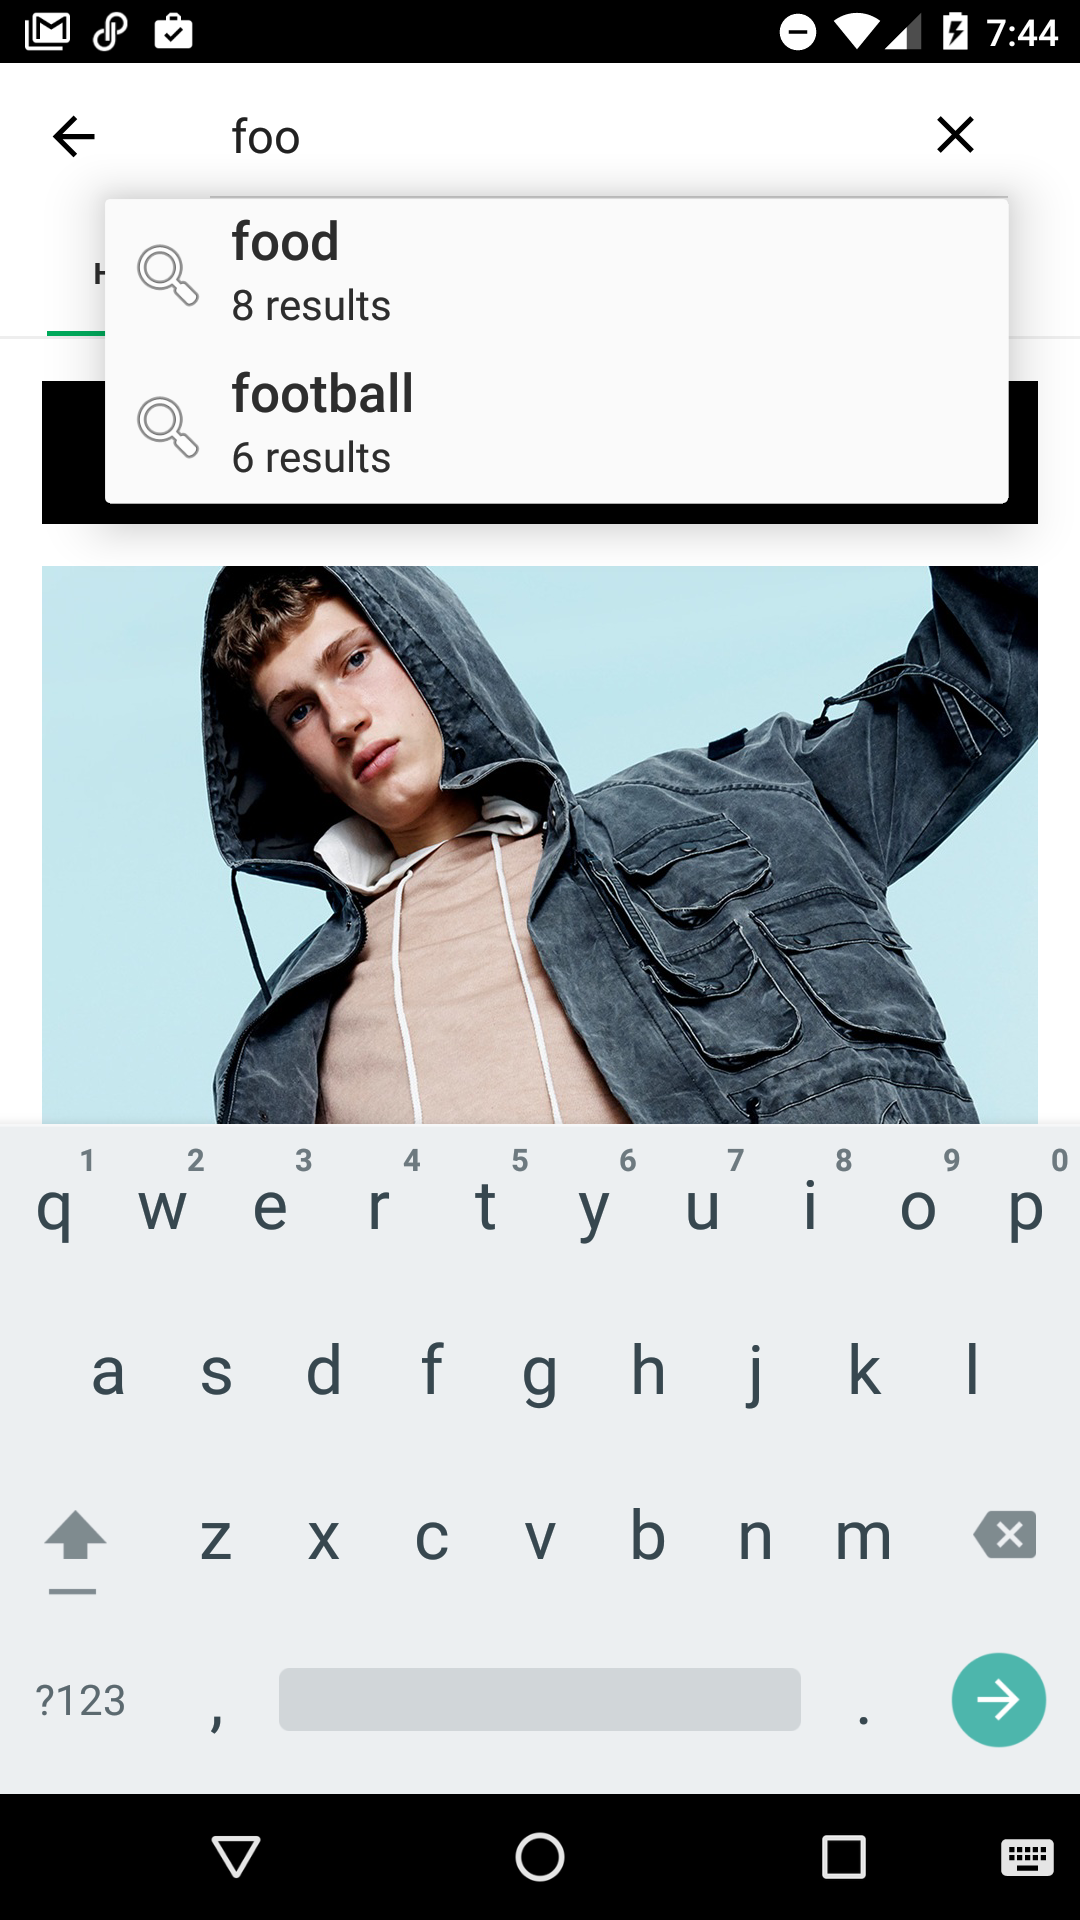 7:44
foo
food
8 results
football
6 results
1 2 3 4 5 6 7 8 9 0
q w e r t y u i o p
a s d f g h j k l
z x c v b n m
?123 , .